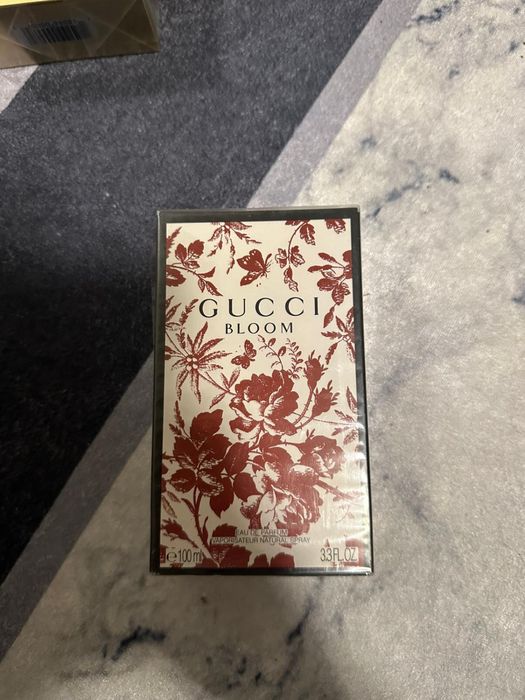 GUCCI
BLOOM
EAU DE PARFUM
VAPORISATEUR NATURAL SPRAY
℮100 ml
3.3 FL.OZ